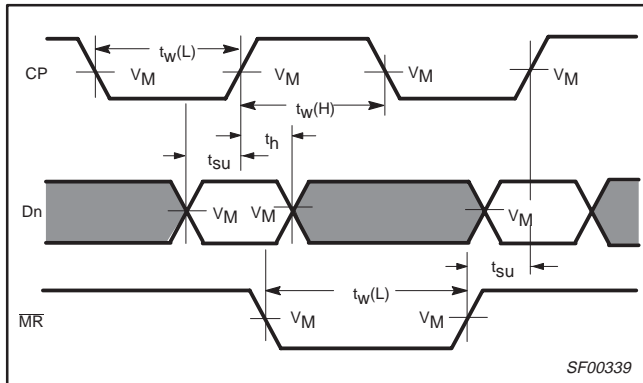 tw(L)
CP VM VM VM VM
tw(H)
th
tsu
Dn VM VM VM
tsu
tw(L)
MR VM VM
SF00339